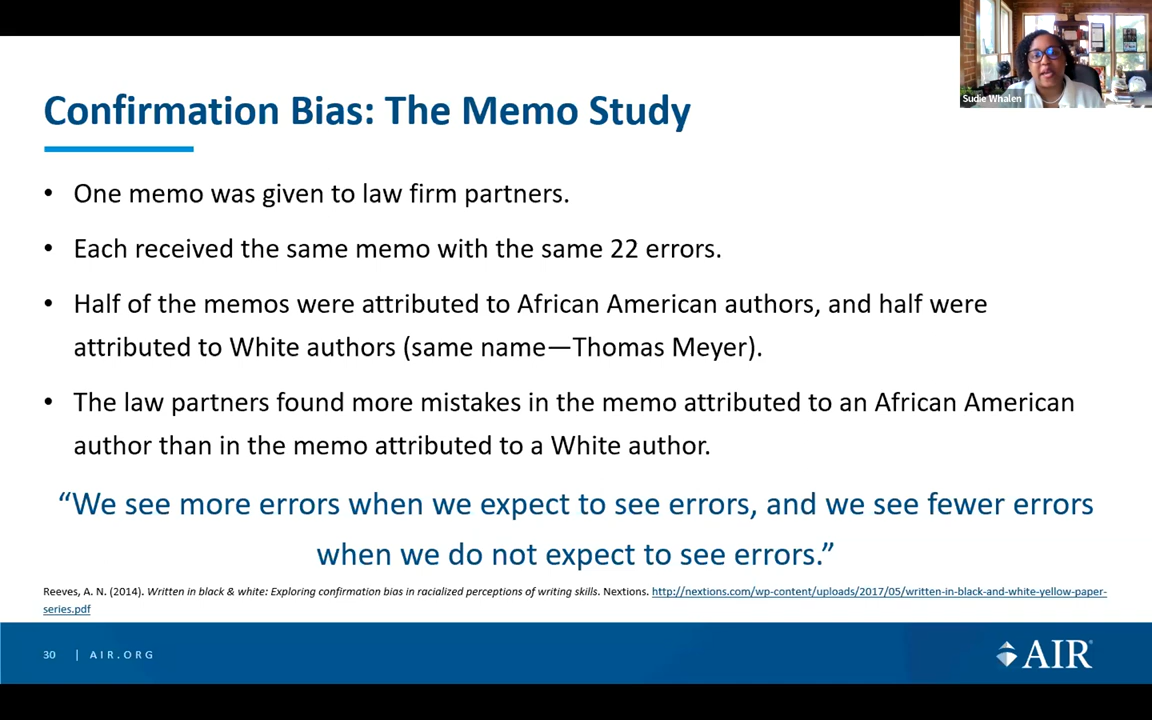 Sudie Whalen
Confirmation Bias: The Memo Study
• One memo was given to law firm partners.
• Each received the same memo with the same 22 errors.
• Half of the memos were attributed to African American authors, and half were
attributed to White authors (same name—Thomas Meyer).
• The law partners found more mistakes in the memo attributed to an African American
author than in the memo attributed to a White author.
“We see more errors when we expect to see errors, and we see fewer errors
when we do not expect to see errors.”
Reeves, A. N. (2014). Written in black & white: Exploring confirmation bias in racialized perceptions of writing skills. Nextions. http://nextions.com/wp-content/uploads/2017/05/written-in-black-and-white-yellow-paper-
series.pdf
30 | AIR.ORG
AIR®